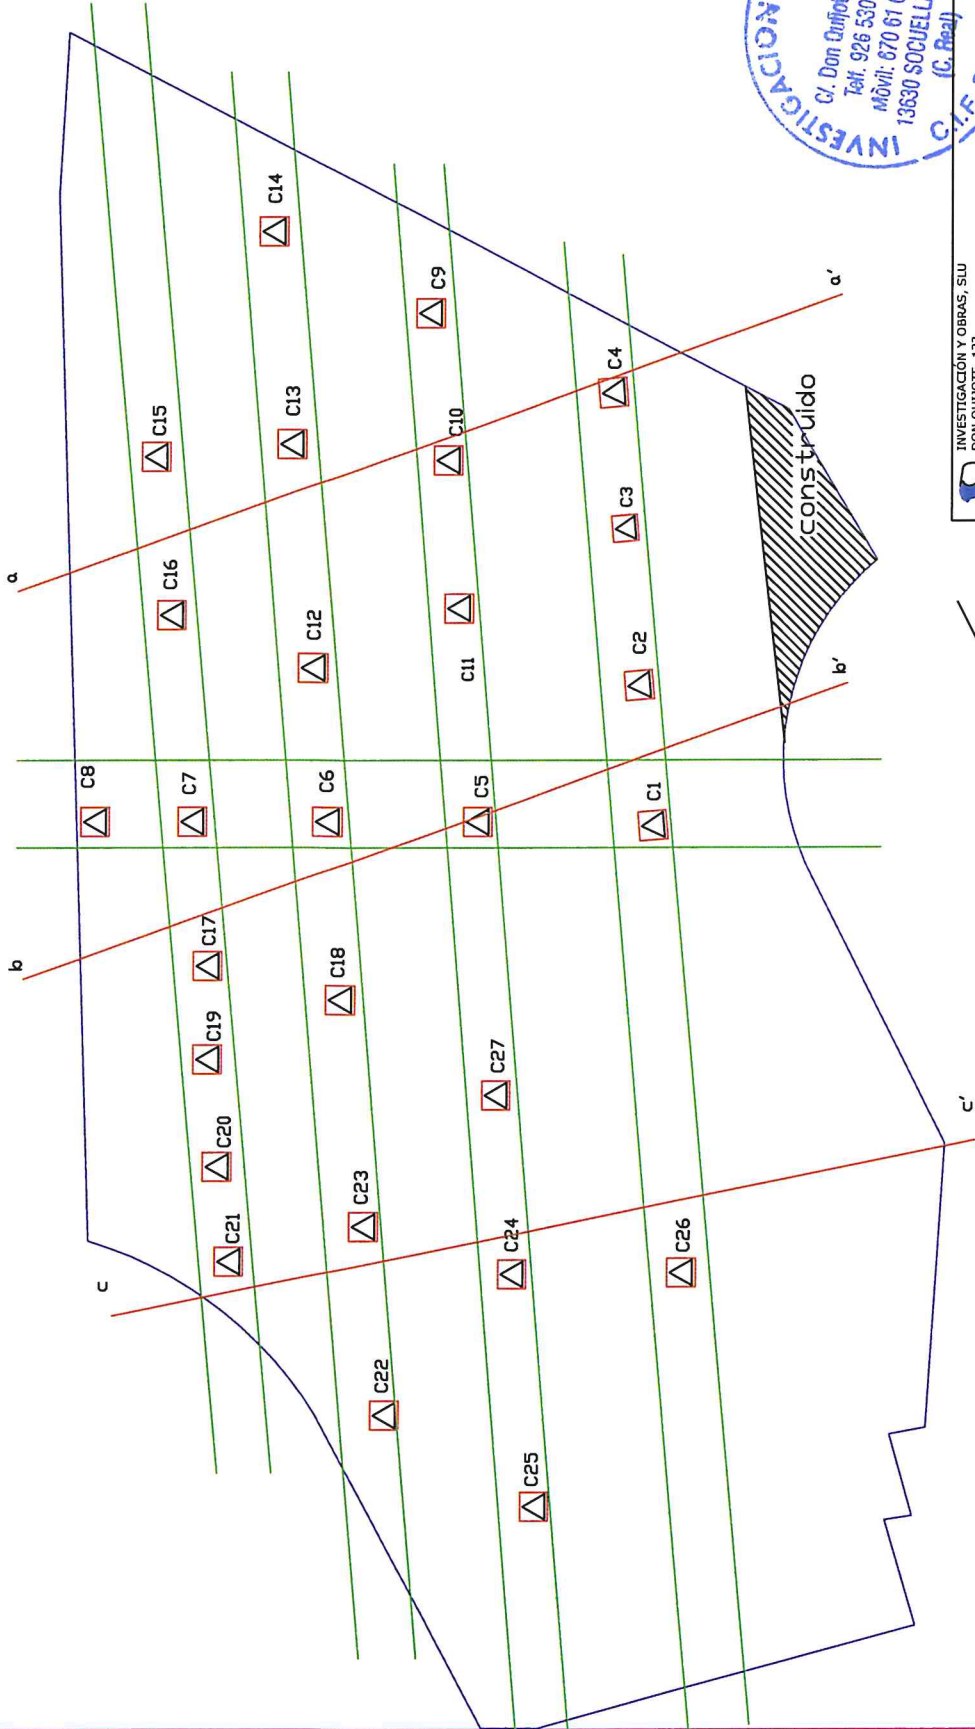 a
b
c
C8
C7
C6
C5
C1
C15
C16
C14
C13
C12
C9
C10
C11
C4
C3
C2
C17
C19
C20
C21
C18
C23
C22
C27
C24
C25
C26
a'
b'
c'
construido
INVESTIGACION
C/. Don Quijot
Telf. 926 530
Móvil: 670 61
13630 SOCUELL
(C. Real)
C.I.F.
INVESTIGACIÓN Y OBRAS, SLU